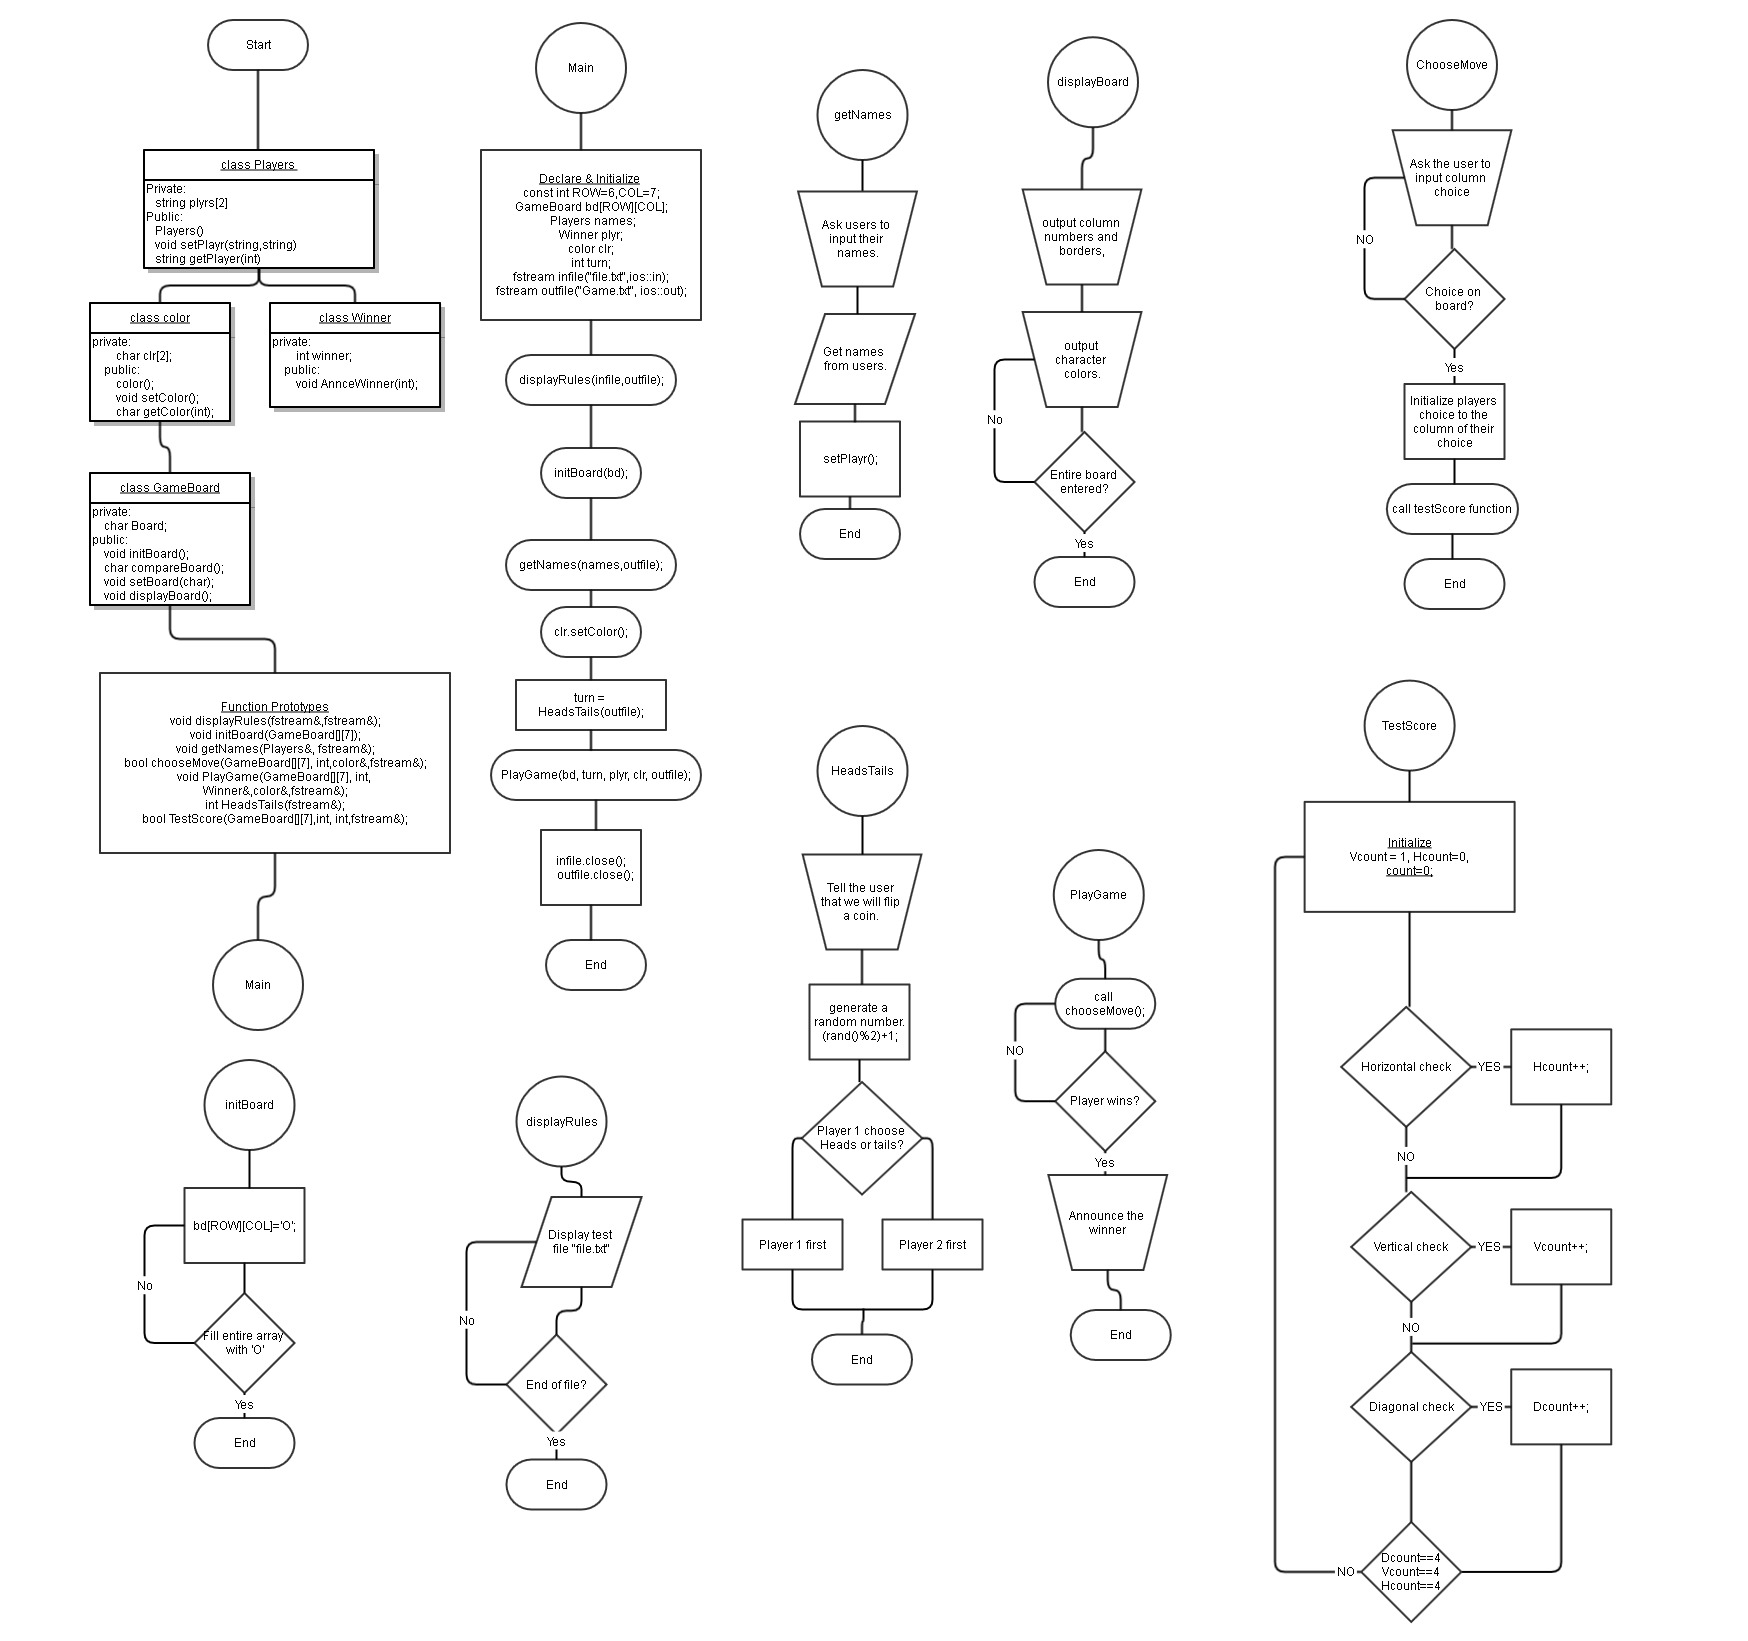 Start
class Players
Private:
string plyrs[2]
Public:
Players()
void setPlayr(string,string)
string getPlayer(int)
class color
private:
char clr[2];
public:
color();
void setColor();
char getColor(int);
class Winner
private:
int winner;
public:
void AnnceWinner(int);
class GameBoard
private:
char Board;
public:
void initBoard();
char compareBoard();
void setBoard(char);
void displayBoard();
Function Prototypes
void displayRules(fstream&,fstream&);
void initBoard(GameBoard[][7]);
void getNames(Players&, fstream&);
bool chooseMove(GameBoard[][7], int,color&,fstream&);
void PlayGame(GameBoard[][7], int,
Winner&,color&,fstream&);
int HeadsTails(fstream&);
bool TestScore(GameBoard[][7],int, int,fstream&);
Main
Main
Declare & Initialize
const int ROW=6,COL=7;
GameBoard bd[ROW][COL];
Players names;
Winner plyr;
color clr;
int turn;
fstream infile("file.txt",ios::in);
fstream outfile("Game.txt", ios::out);
displayRules(infile,outfile);
initBoard(bd);
getNames(names,outfile);
clr.setColor();
turn =
HeadsTails(outfile);
PlayGame(bd, turn, plyr, clr, outfile);
infile.close();
outfile.close();
End
getNames
Ask users to
input their
names.
Get names
from users.
setPlayr();
End
displayBoard
output column
numbers and
borders,
output
character
colors.
No
Entire board
entered?
Yes
End
ChooseMove
Ask the user to
input column
choice
NO
Choice on
board?
Yes
Initialize players
choice to the
column of their
choice
call testScore function
End
initBoard
bd[ROW][COL]='O';
No
Fill entire array
with 'O'
Yes
End
displayRules
Display test
file "file.txt"
No
End of file?
Yes
End
HeadsTails
Tell the user
that we will flip
a coin.
generate a
random number.
(rand()%2)+1;
Player 1 choose
Heads or tails?
Player 1 first
Player 2 first
End
PlayGame
call
chooseMove();
NO
Player wins?
Yes
Announce the
winner
End
TestScore
Initialize
Vcount = 1, Hcount=0,
count=0;
Horizontal check
YES
Hcount++;
NO
Vertical check
YES
Vcount++;
NO
Diagonal check
YES
Dcount++;
Dcount==4
Vcount==4
Hcount==4
NO